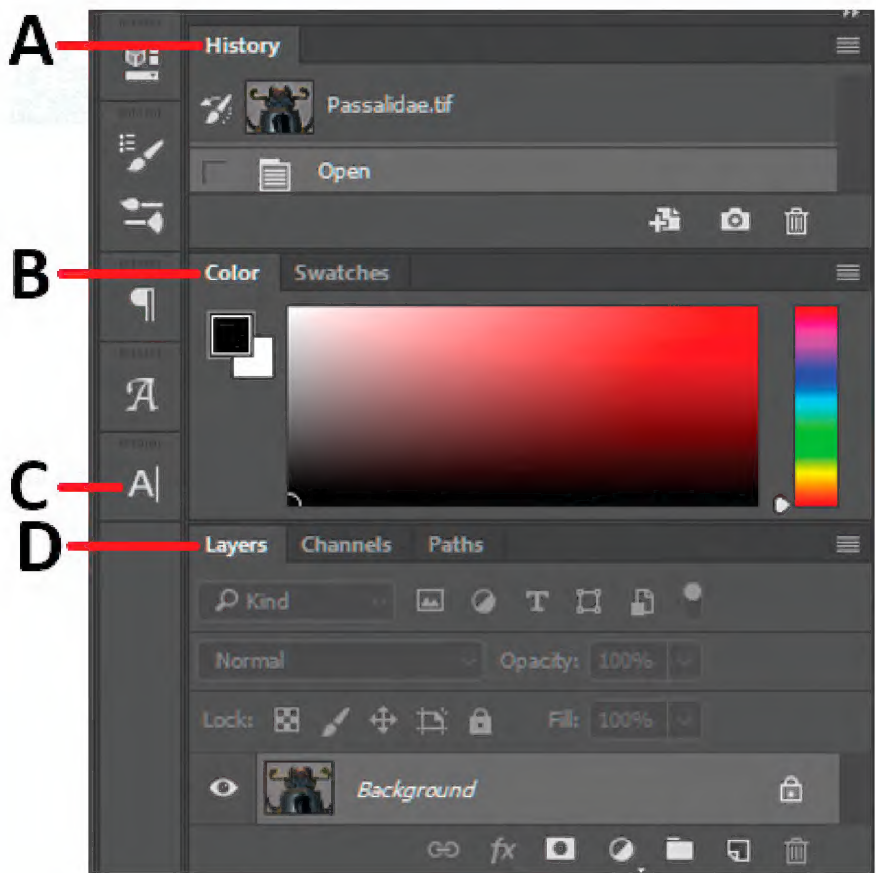 A
History
Passalidae.tif
Open
B
Color Swatches
C
A|
D
Layers Channels Paths
Kind
Normal Opacity: 100%
Lock: Fill: 100%
Background
fx